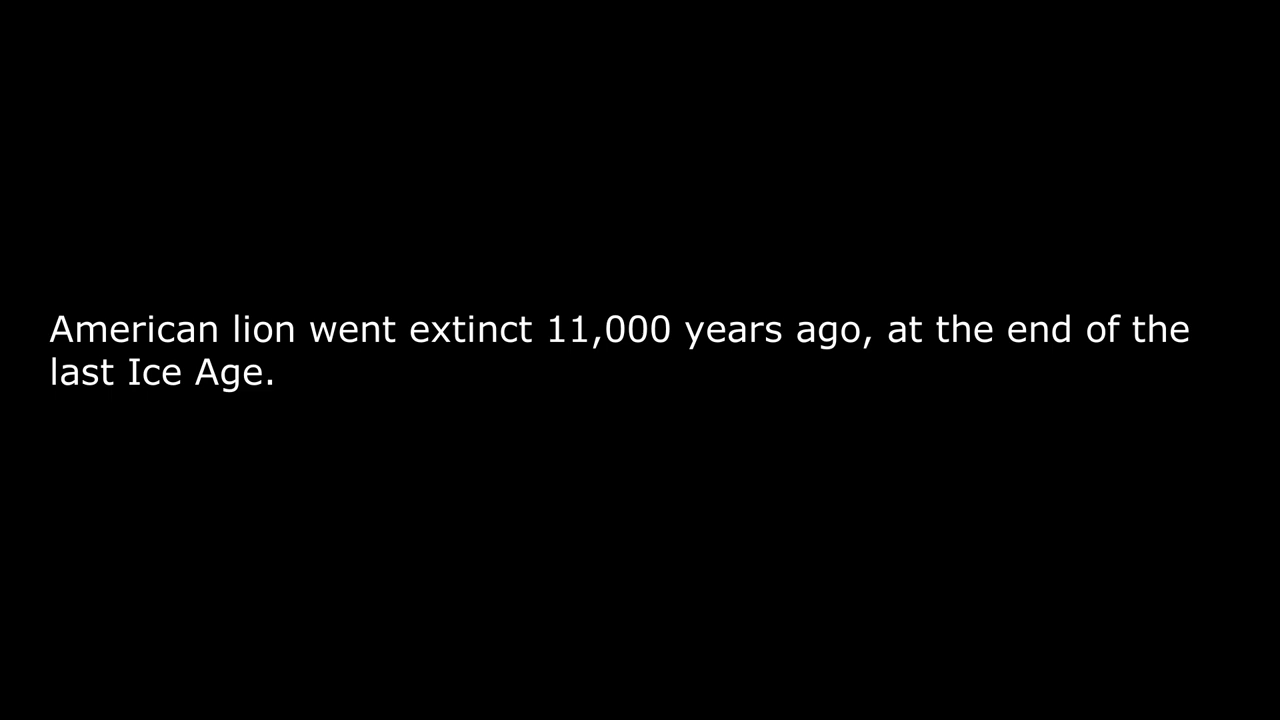 American lion went extinct 11,000 years ago, at the end of the
last Ice Age.